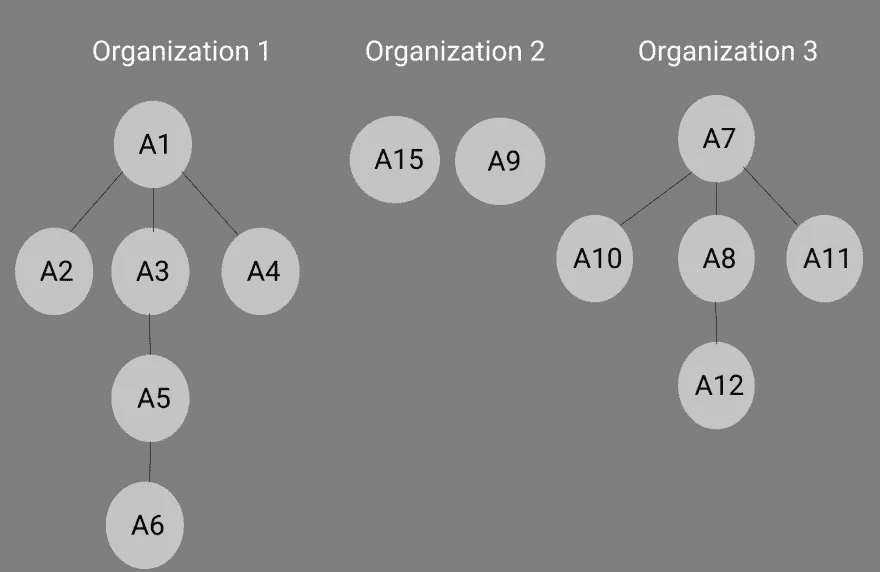 Organization 1
Organization 2
Organization 3
A1
A15
A9
A7
A2
A3
A4
A10
A8
A11
A5
A12
A6